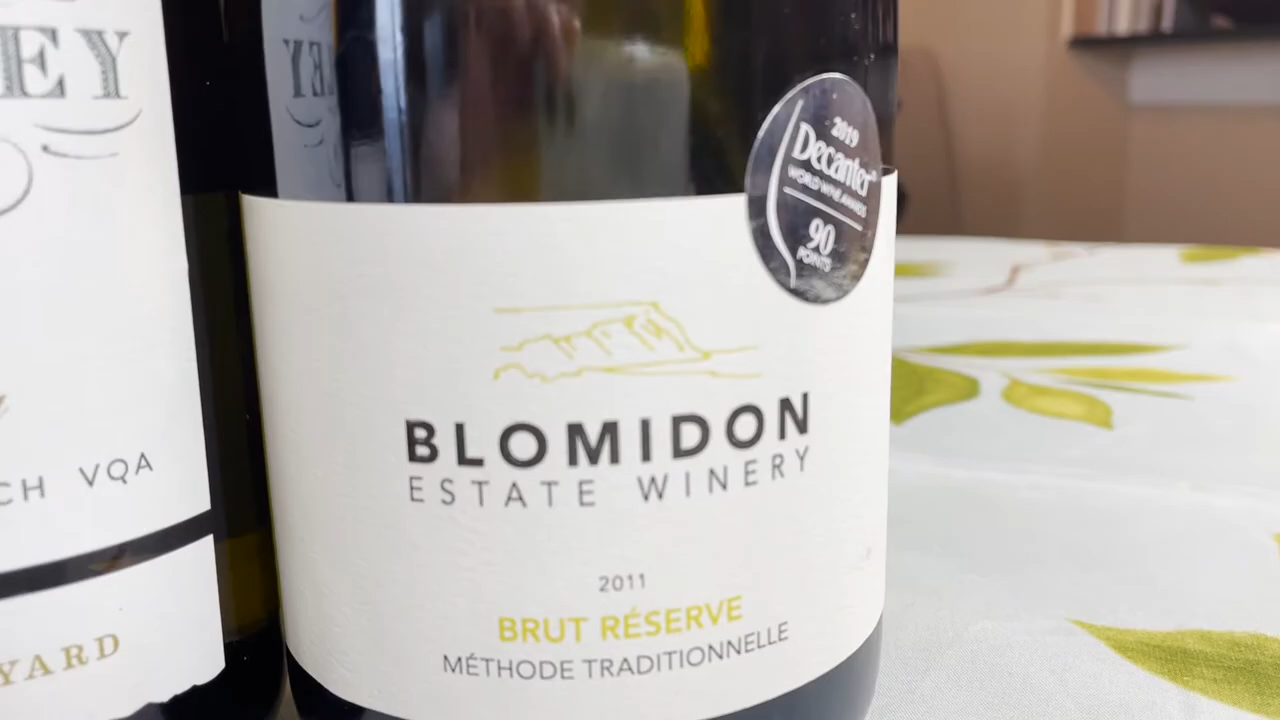 EY
CH VQA
YARD
2019
Decanter
WORLD WINE AWARDS
90
POINTS
BLOMIDON
ESTATE WINERY
2011
BRUT RÉSERVE
MÉTHODE TRADITIONNELLE